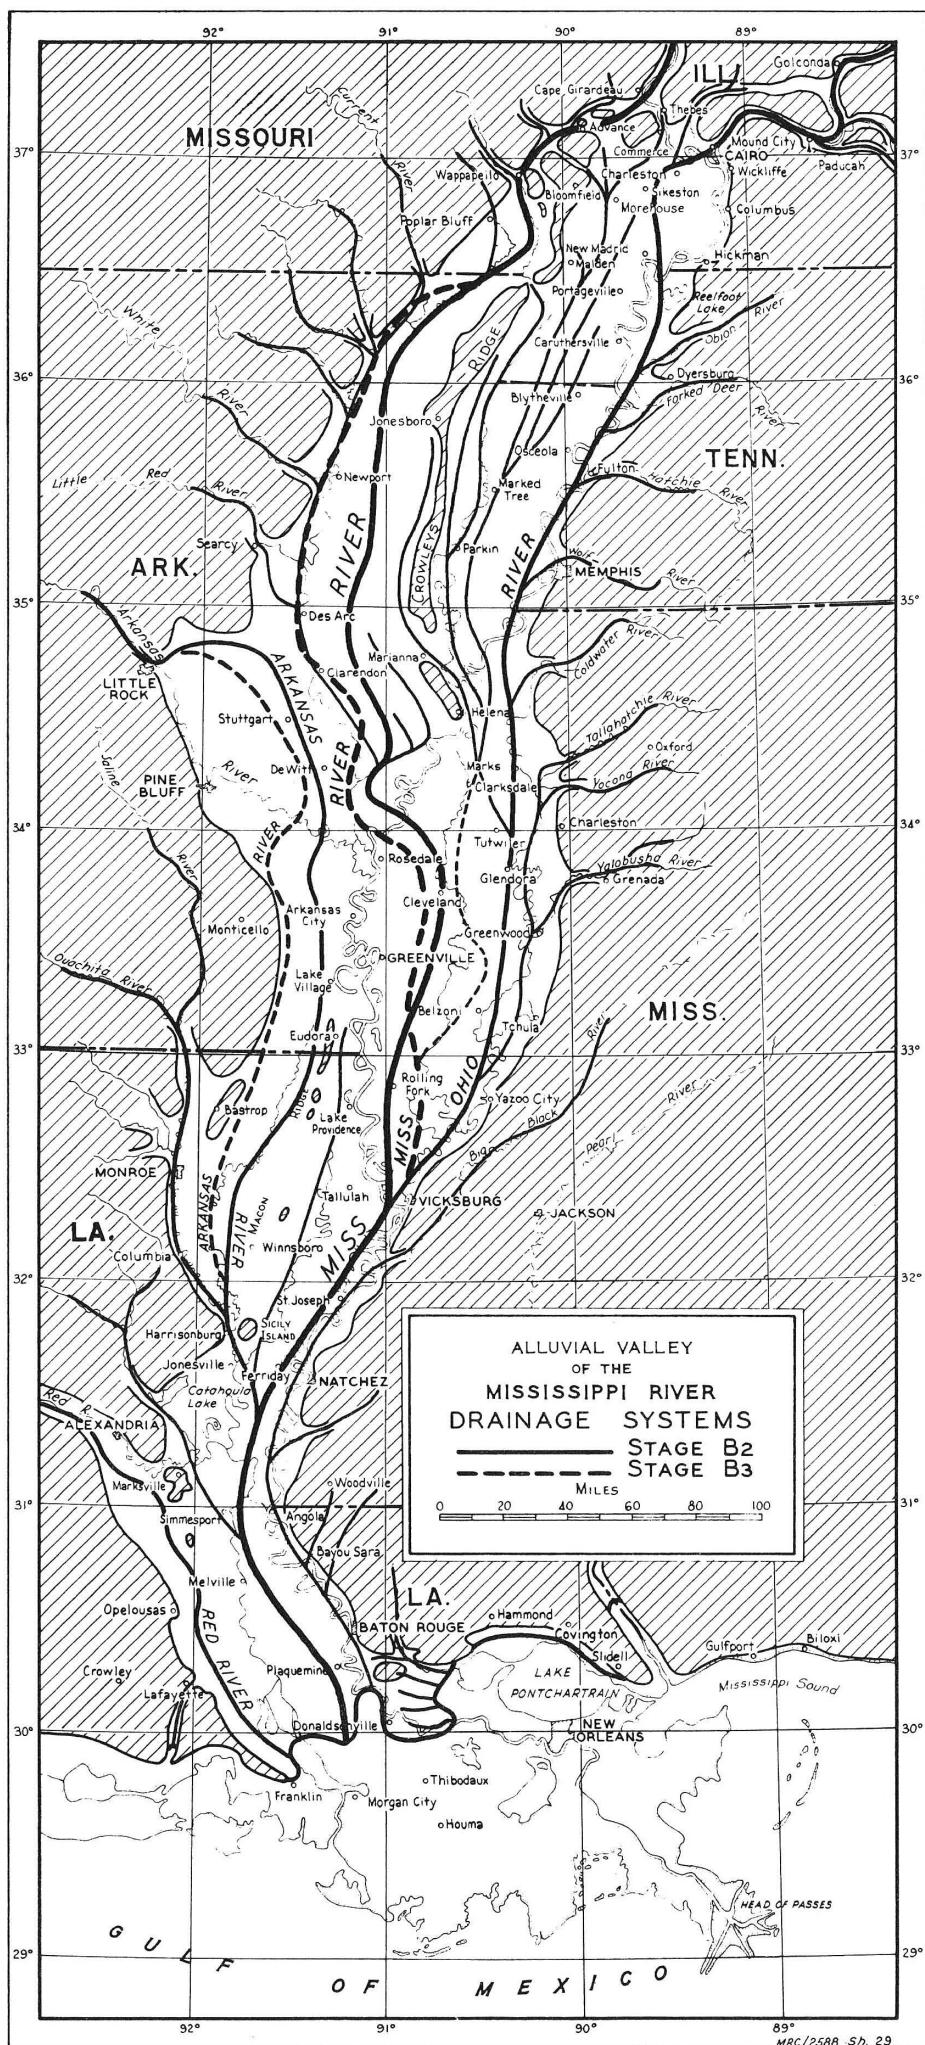 92°
91°
90°
89°
Golconda
ILL.
Cape Girardeau
Current
Thebes
MISSOURI
Advance
Mound City
37°
Commerce
CAIRO
37°
River
Wappapello
Charleston
Wickliffe
Paducah
Bloomfield
Sikeston
Morehouse
Poplar Bluff
Columbus
New Madrid
Malden
Hickman
Portageville
Reelfoot
Lake
White
RIDGE
Obion River
Caruthersville
36°
Dyersburg
36°
River
Blytheville
Forked Deer
River
Jonesboro
Osceola
TENN.
Little Red
River
Newport
Fulton
Marked
Tree
Hatchie River
RIVER
Searcy
Parkin
RIVER
Wolf
MEMPHIS
River
ARK.
CROWLEYS
35°
35°
Arkansas
Des Arc
Coldwater River
LITTLE
ROCK
ARKANSAS
Marianna
Clarendon
Stuttgart
Helena
Tallahatchie River
Saline
Oxford
River
DeWitt
RIVER
Marks
Clarksdale
Yocona River
PINE
BLUFF
34°
Charleston
34°
RIVER
Tutwiler
River
Rosedale
Yalobusha River
Glendora
Grenada
Arkansas
City
Cleveland
Monticello
Greenwood
Ouachita River
GREENVILLE
Lake
Village
Belzoni
MISS.
Eudora
Tchula
River
33°
33°
OHIO
Rolling
Fork
Bastrop
RIDGE
Yazoo City
Lake
Providence
MISS
Big Black
Pearl
River
MONROE
ARKANSAS
RIVER
MACON
Tallulah
VICKSBURG
JACKSON
LA.
Winnsboro
MISS
Columbia
32°
32°
St. Joseph
Harrisonburg
SICILY
ISLAND
Jonesville
Ferriday
NATCHEZ
Catahoula
Lake
Red R.
ALEXANDRIA
ALLUVIAL VALLEY
OF THE
MISSISSIPPI RIVER
DRAINAGE SYSTEMS
STAGE B2
STAGE B3
MILES
0 20 40 60 80 100
Marksville
Woodville
31°
31°
Simmesport
Angola
Bayou Sara
Melville
LA.
Opelousas
RED
RIVER
BATON ROUGE
Hammond
Covington
Gulfport
Biloxi
Slidell
Crowley
Plaquemine
LAKE
PONTCHARTRAIN
Mississippi Sound
Lafayette
30°
Donaldsonville
NEW
ORLEANS
30°
Thibodaux
Franklin
Morgan City
Houma
HEAD OF PASSES
29°
29°
GULF
OF MEXICO
92°
91°
90°
89°
MRC/2588 Sh. 29